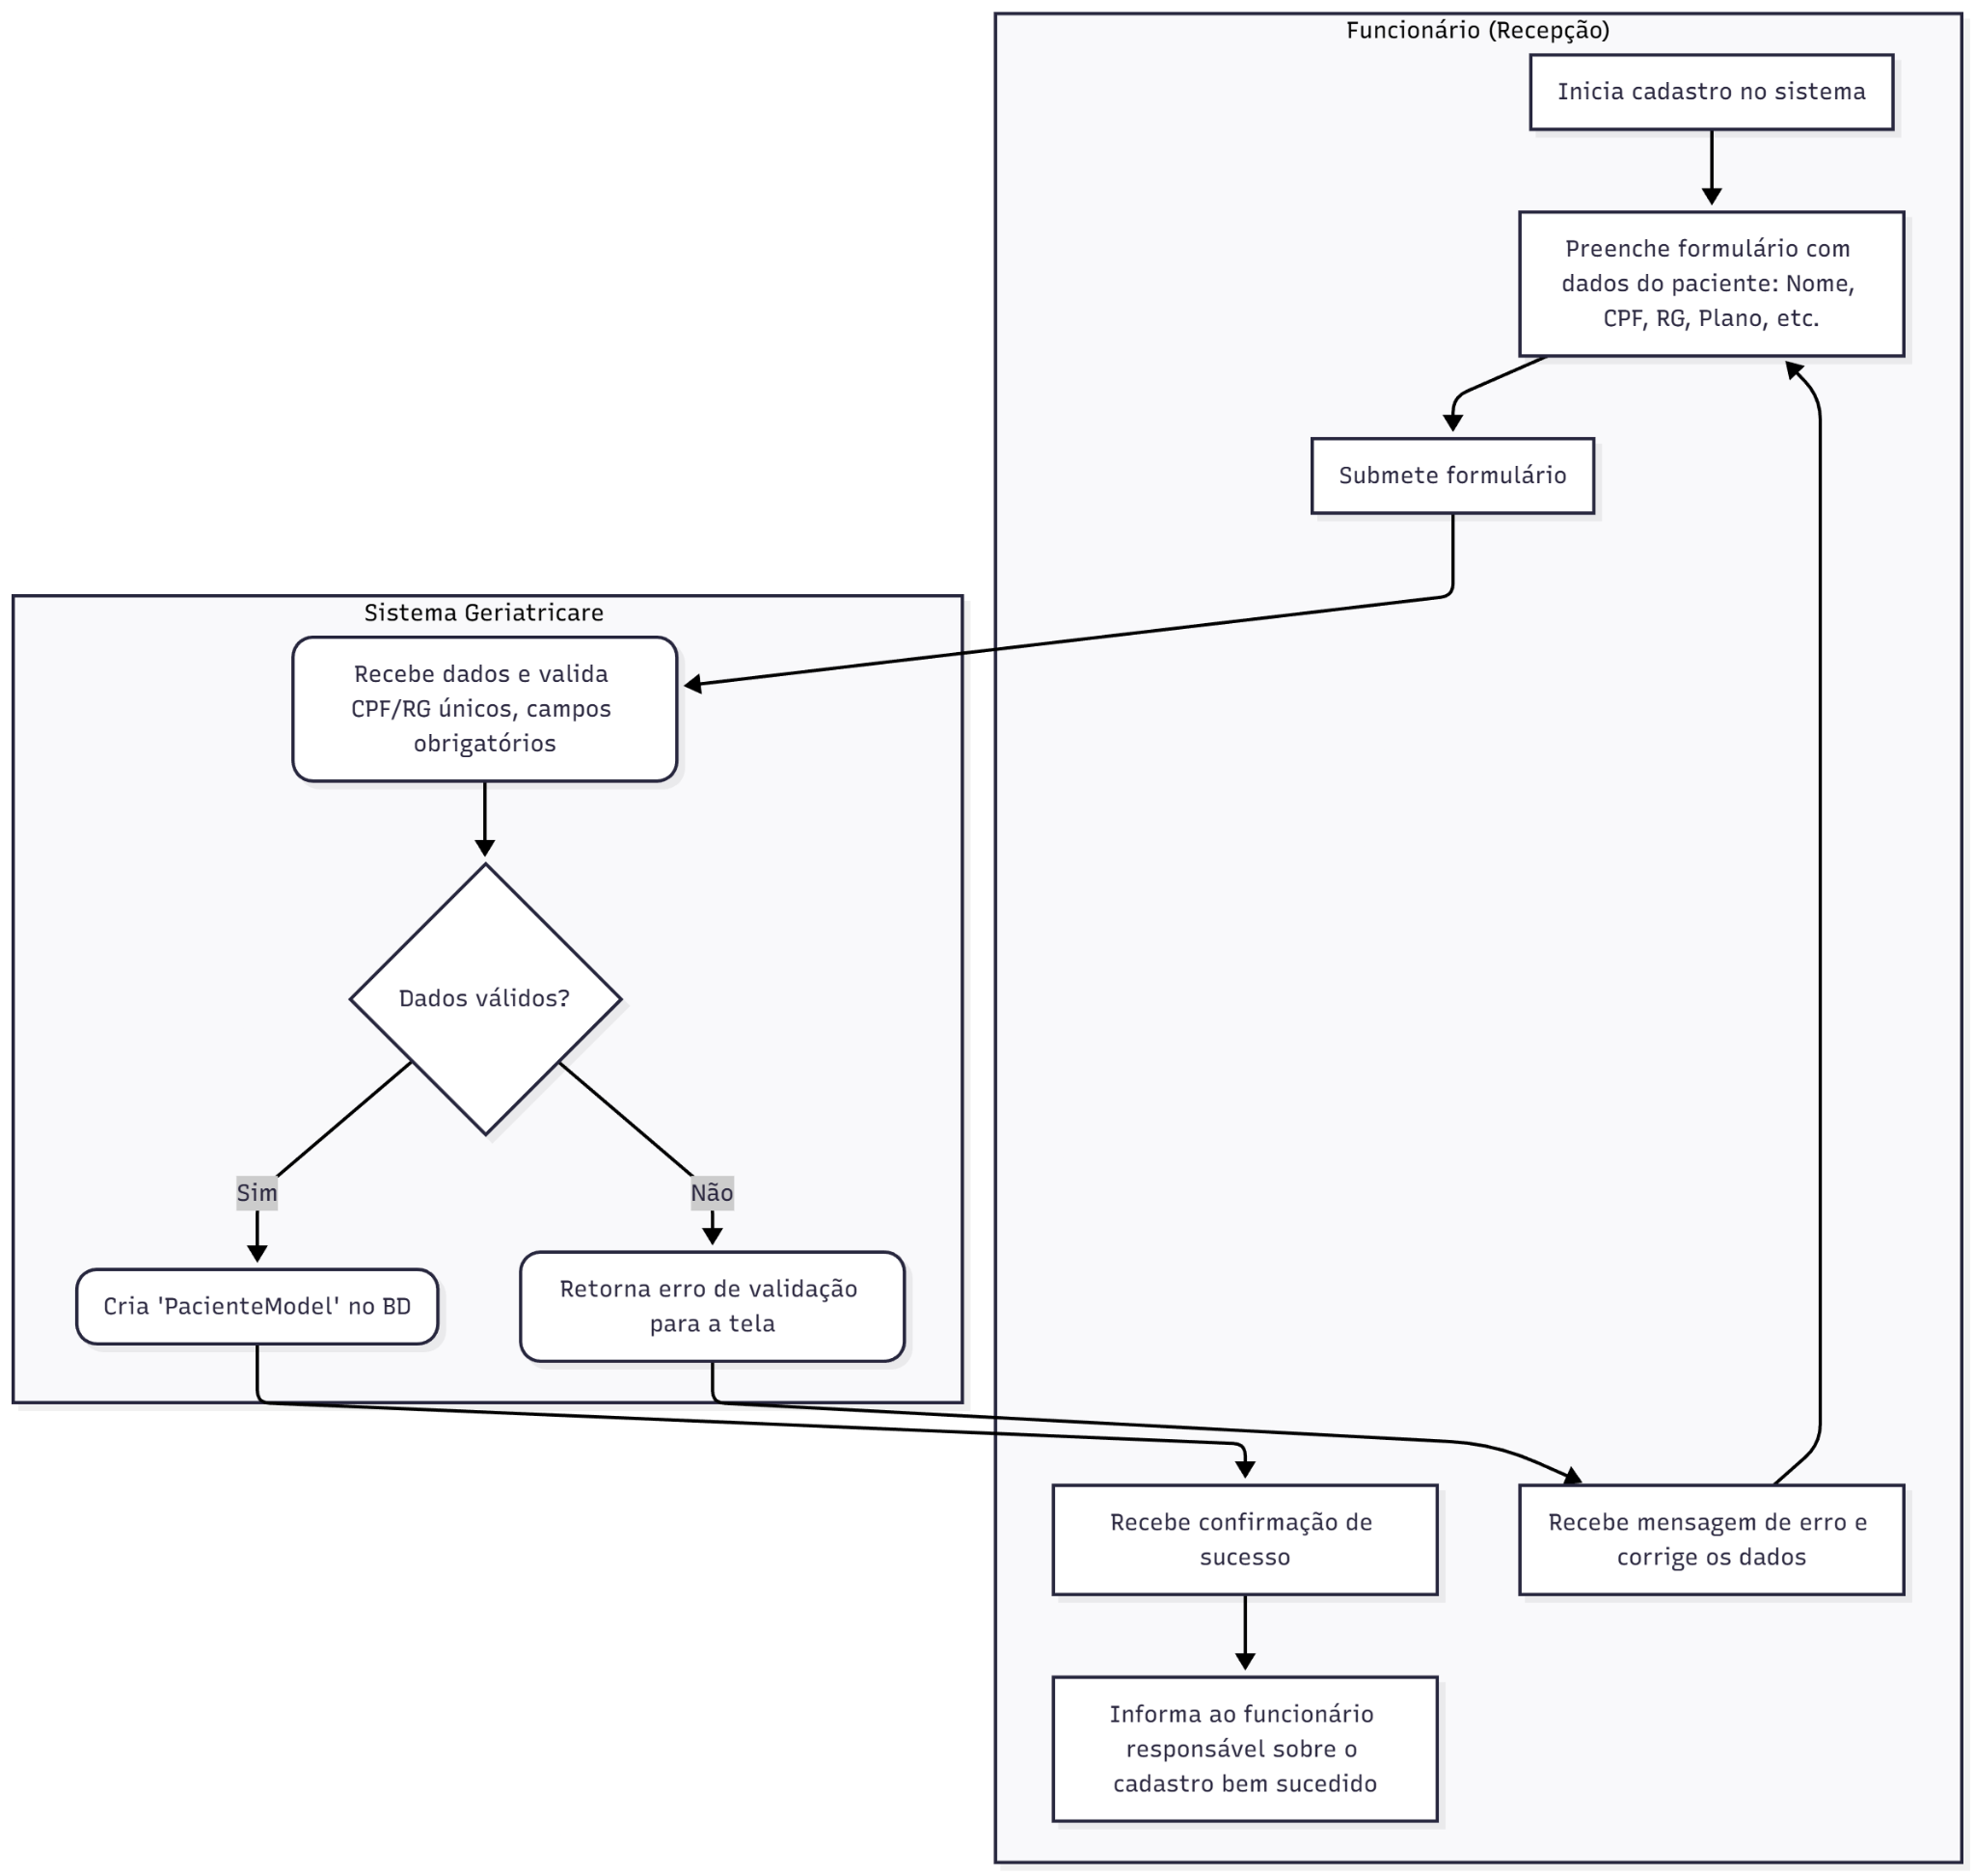 Funcionário (Recepção)
Inicia cadastro no sistema
Preenche formulário com
dados do paciente: Nome,
CPF, RG, Plano, etc.
Submete formulário
Sistema Geriatricare
Recebe dados e valida
CPF/RG únicos, campos
obrigatórios
Dados válidos?
Sim
Não
Cria 'PacienteModel' no BD
Retorna erro de validação
para a tela
Recebe confirmação de
sucesso
Recebe mensagem de erro e
corrige os dados
Informa ao funcionário
responsável sobre o
cadastro bem sucedido